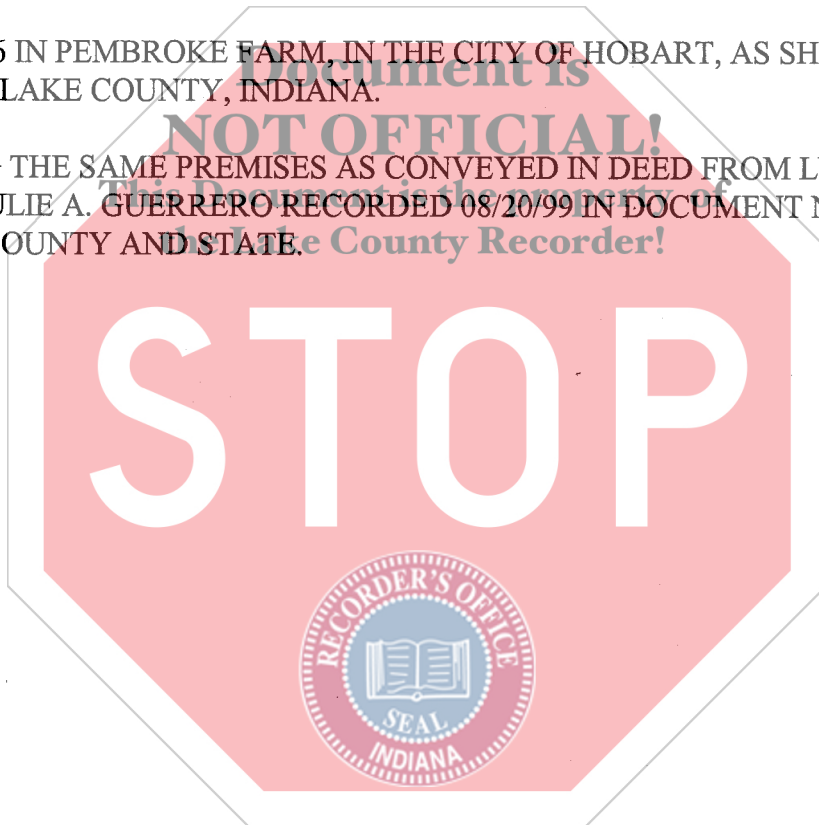 5 IN PEMBROKE FARM, IN THE CITY OF HOBART, AS SH
Document is
LAKE COUNTY, INDIANA.
NOT OFFICIAL!
THE SAME PREMISES AS CONVEYED IN DEED FROM
This Document is the property of
ULIE A. GUERRERO RECORDED 08/20/99 IN DOCUMENT N
the Lake County Recorder!
OUNTY AND STATE.
STOP
RECORDER'S OFFICE
SEAL
INDIANA